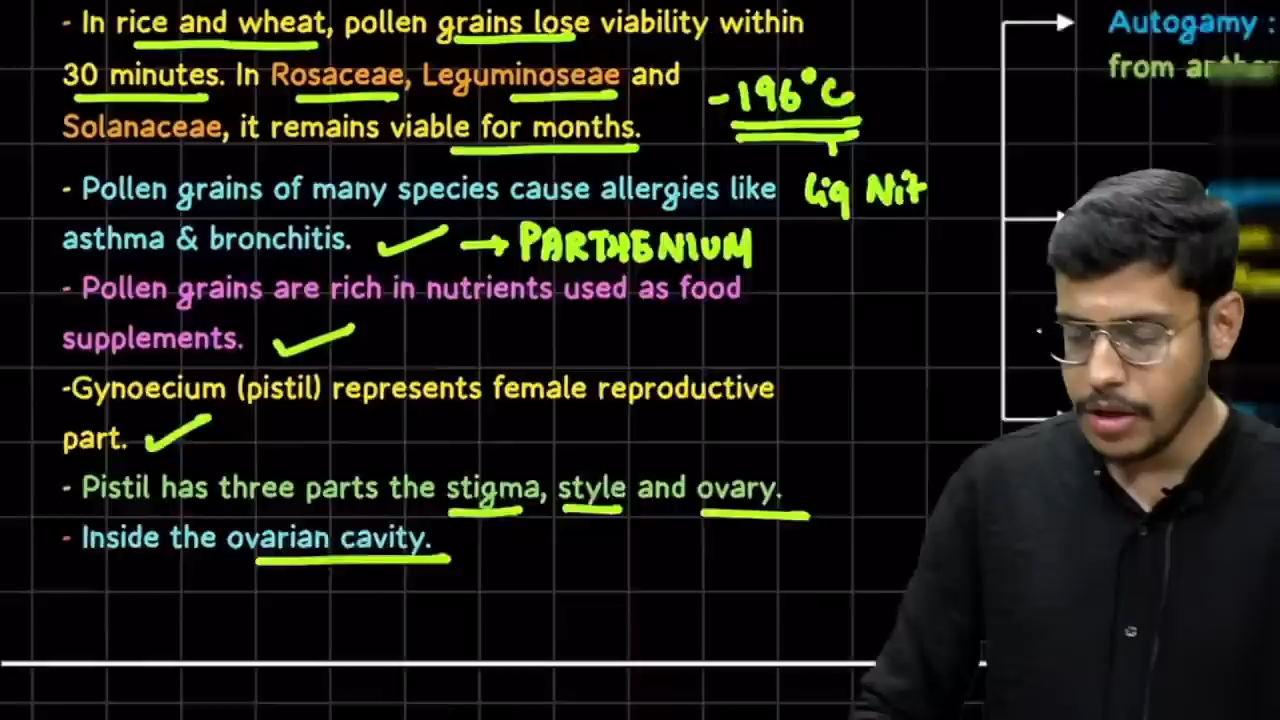 - In rice and wheat, pollen grains lose viability within
30 minutes. In Rosaceae, Leguminoseae and
Solanaceae, it remains viable for months.
-196°C
Liq Nit
- Pollen grains of many species cause allergies like
asthma & bronchitis.
→ PARTHENIUM
- Pollen grains are rich in nutrients used as food
supplements.
-Gynoecium (pistil) represents female reproductive
part.
- Pistil has three parts the stigma, style and ovary.
- Inside the ovarian cavity.
Autogamy :
from